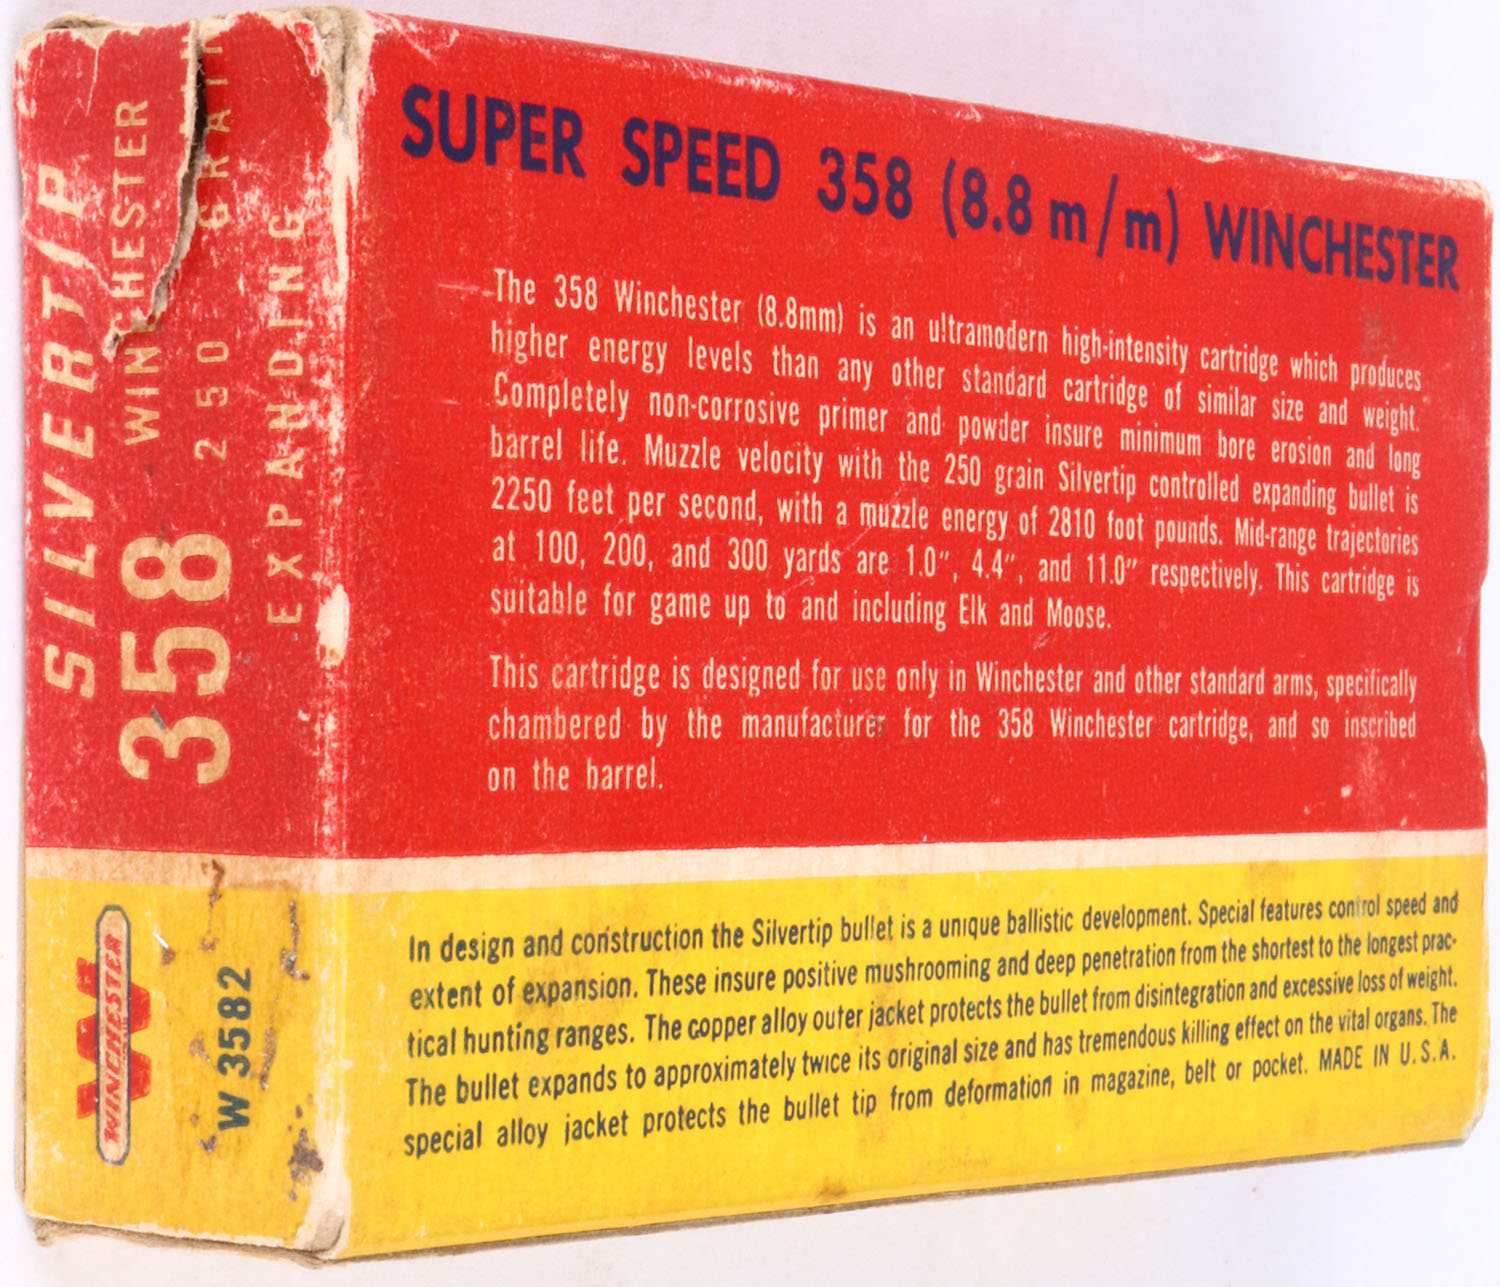 SUPER SPEED 358 (8.8 m/m) WINCHESTER
The 358 Winchester (8.8mm) is an ultramodern high-intensity cartridge which produces
higher energy levels than any other standard cartridge of similar size and weight.
Completely non-corrosive primer and powder insure minimum bore erosion and long
barrel life. Muzzle velocity with the 250 grain Silvertip controlled expanding bullet is
2250 feet per second, with a muzzle energy of 2810 foot pounds. Mid-range trajectories
at 100, 200, and 300 yards are 1.0", 4.4", and 11.0" respectively. This cartridge is
suitable for game up to and including Elk and Moose.
This cartridge is designed for use only in Winchester and other standard arms, specifically
chambered by the manufacturer for the 358 Winchester cartridge, and so inscribed
on the barrel.
In design and construction the Silvertip bullet is a unique ballistic development. Special features control speed and
extent of expansion. These insure positive mushrooming and deep penetration from the shortest to the longest prac-
tical hunting ranges. The copper alloy outer jacket protects the bullet from disintegration and excessive loss of weight.
The bullet expands to approximately twice its original size and has tremendous killing effect on the vital organs. The
special alloy jacket protects the bullet tip from deformation in magazine, belt or pocket. MADE IN U.S.A.
SILVERTIP
358 WINCHESTER
250 GRAIN
EXPANDING
W
WINCHESTER
W 3582